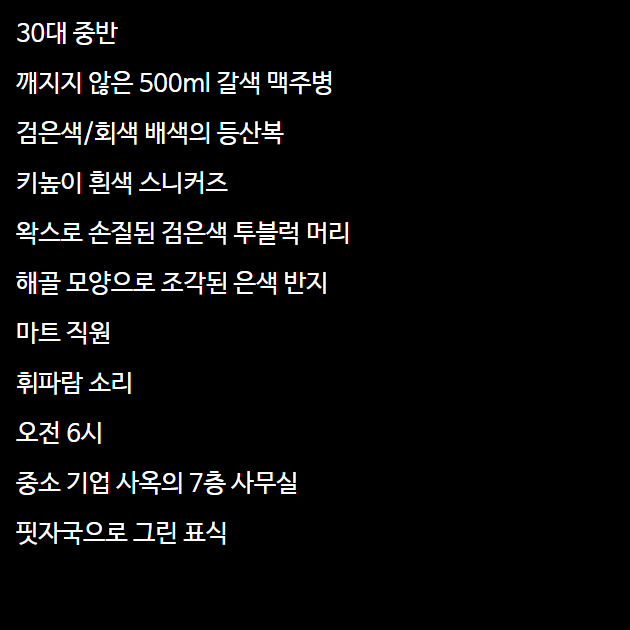 30대 중반
깨지지 않은 500ml 갈색 맥주병
검은색/회색 배색의 등산복
키높이 흰색 스니커즈
왁스로 손질된 검은색 투블럭 머리
해골 모양으로 조각된 은색 반지
마트 직원
휘파람 소리
오전 6시
중소 기업 사옥의 7층 사무실
핏자국으로 그린 표식